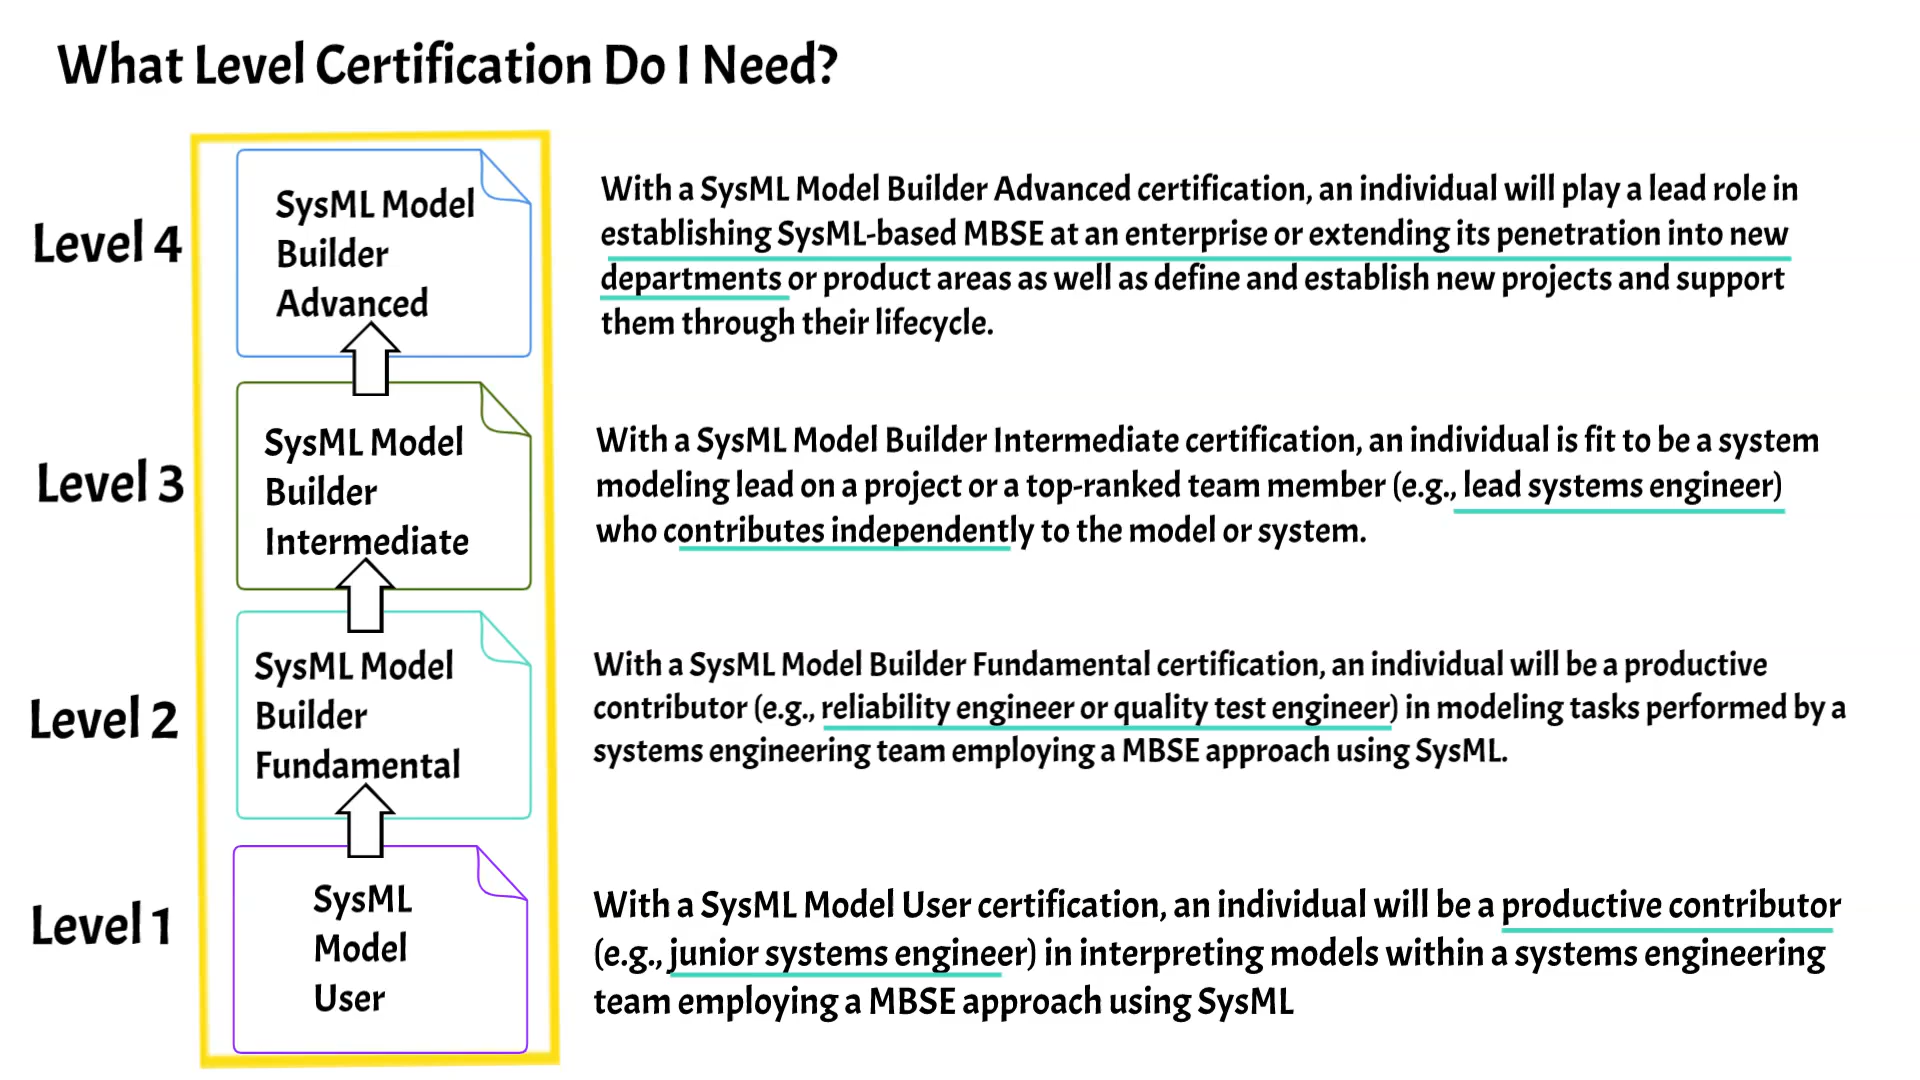 What Level Certification Do I Need?
Level 4
SysML Model
Builder
Advanced
With a SysML Model Builder Advanced certification, an individual will play a lead role in
establishing SysML-based MBSE at an enterprise or extending its penetration into new
departments or product areas as well as define and establish new projects and support
them through their lifecycle.
Level 3
SysML Model
Builder
Intermediate
With a SysML Model Builder Intermediate certification, an individual is fit to be a system
modeling lead on a project or a top-ranked team member (e.g., lead systems engineer)
who contributes independently to the model or system.
Level 2
SysML Model
Builder
Fundamental
With a SysML Model Builder Fundamental certification, an individual will be a productive
contributor (e.g., reliability engineer or quality test engineer) in modeling tasks performed by a
systems engineering team employing a MBSE approach using SysML.
Level 1
SysML
Model
User
With a SysML Model User certification, an individual will be a productive contributor
(e.g., junior systems engineer) in interpreting models within a systems engineering
team employing a MBSE approach using SysML